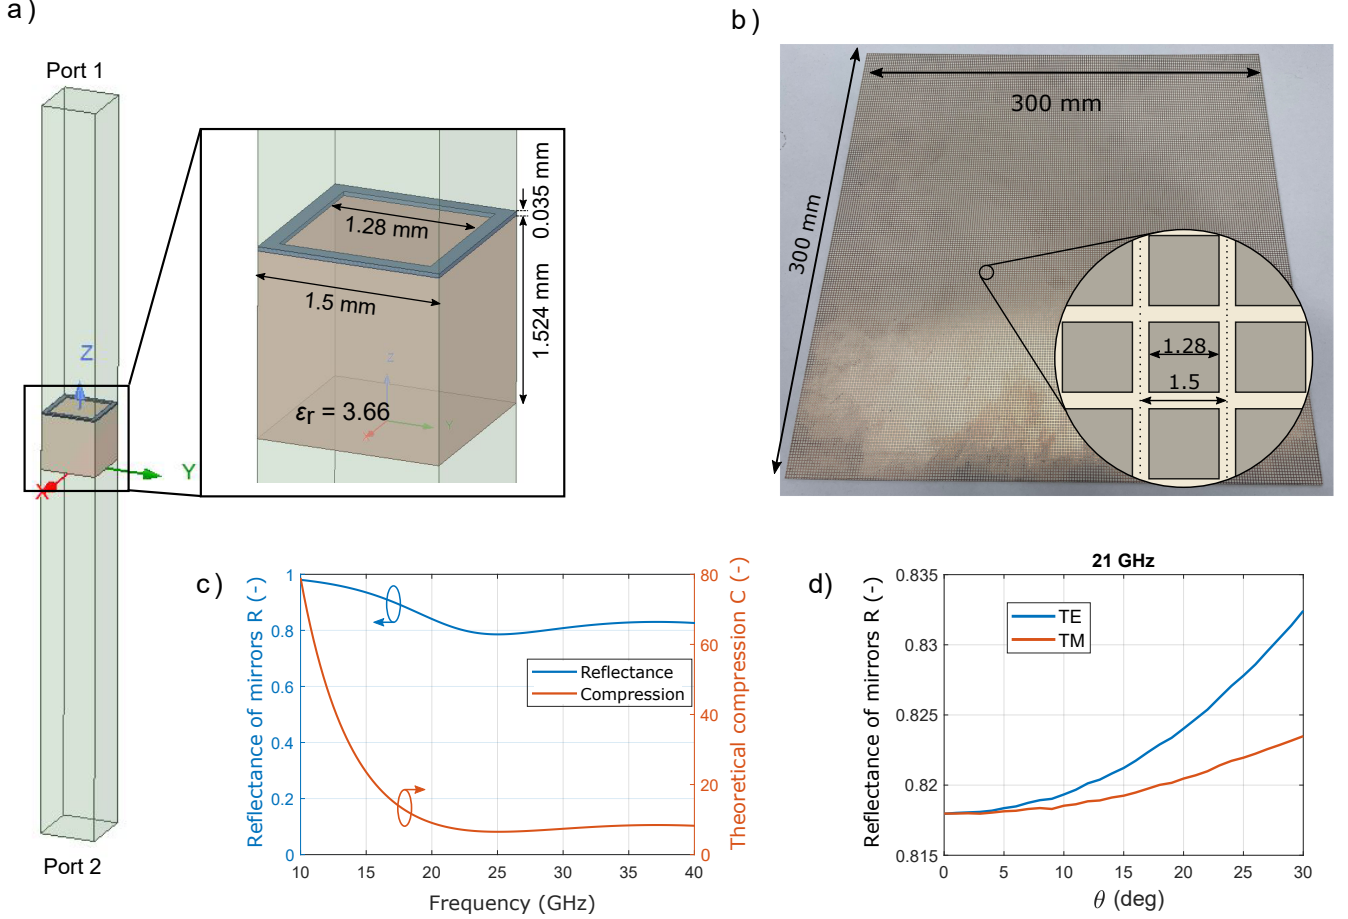 a)
Port 1
1.28 mm
1.5 mm
0.035 mm
1.524 mm
Z
Y
εr = 3.66
Z
Y
X
Port 2
b)
300 mm
300 mm
1.28
1.5
c)
Reflectance of mirrors R (-)
1
0.8
0.6
0.4
0.2
0
Reflectance
Compression
80
60
40
20
0
Theoretical compression C (-)
10 15 20 25 30 35 40
Frequency (GHz)
d)
21 GHz
Reflectance of mirrors R (-)
0.835
0.83
0.825
0.82
0.815
TE
TM
0 5 10 15 20 25 30
θ (deg)